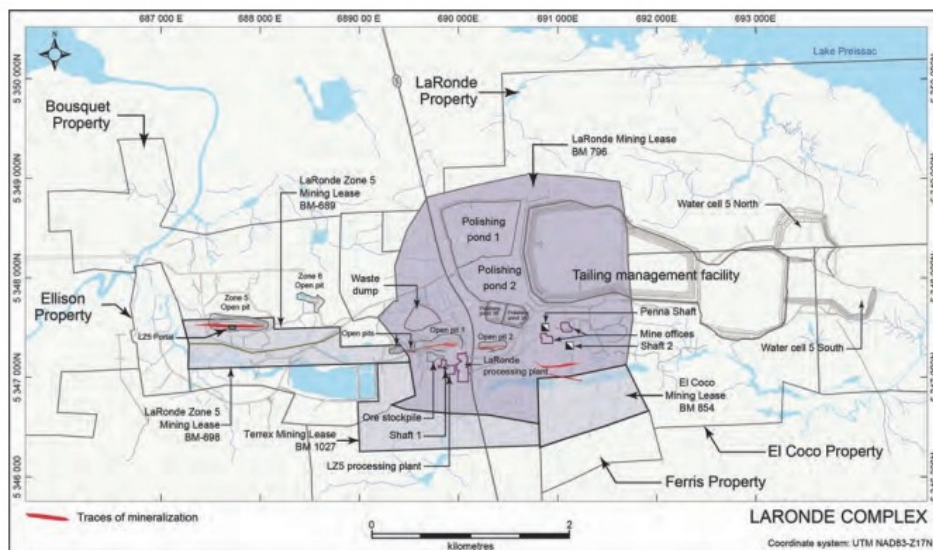 687 000 E
688 000 E
689 000 E
690 000 E
691 000 E
692 000 E
693 000 E
N
Lake Preissac
5 350 000N
5 349 000N
5 348 000N
5 347 000N
5 346 000
Bousquet
Property
LaRonde
Property
LaRonde Mining Lease
BM 796
LaRonde Zone 5
Mining Lease
BM-689
Polishing
pond 1
Water cell 5 North
Polishing
pond 2
Tailing management facility
Waste
dump
Zone 6
Open pit
Ellison
Property
Zone 5
Open pit
Penna Shaft
LZ5 Portal
Open pits
Open pit 1
Open pit 2
Mine offices
Shaft 2
Water cell 5 South
LaRonde
processing plant
El Coco
Mining Lease
BM 854
LaRonde Zone 5
Mining Lease
BM-698
Ore stockpile
Terrex Mining Lease
BM 1027
Shaft 1
LZ5 processing plant
El Coco Property
Ferris Property
Traces of mineralization
0
2
kilometres
LARONDE COMPLEX
Coordinate system: UTM NAD83-Z17N